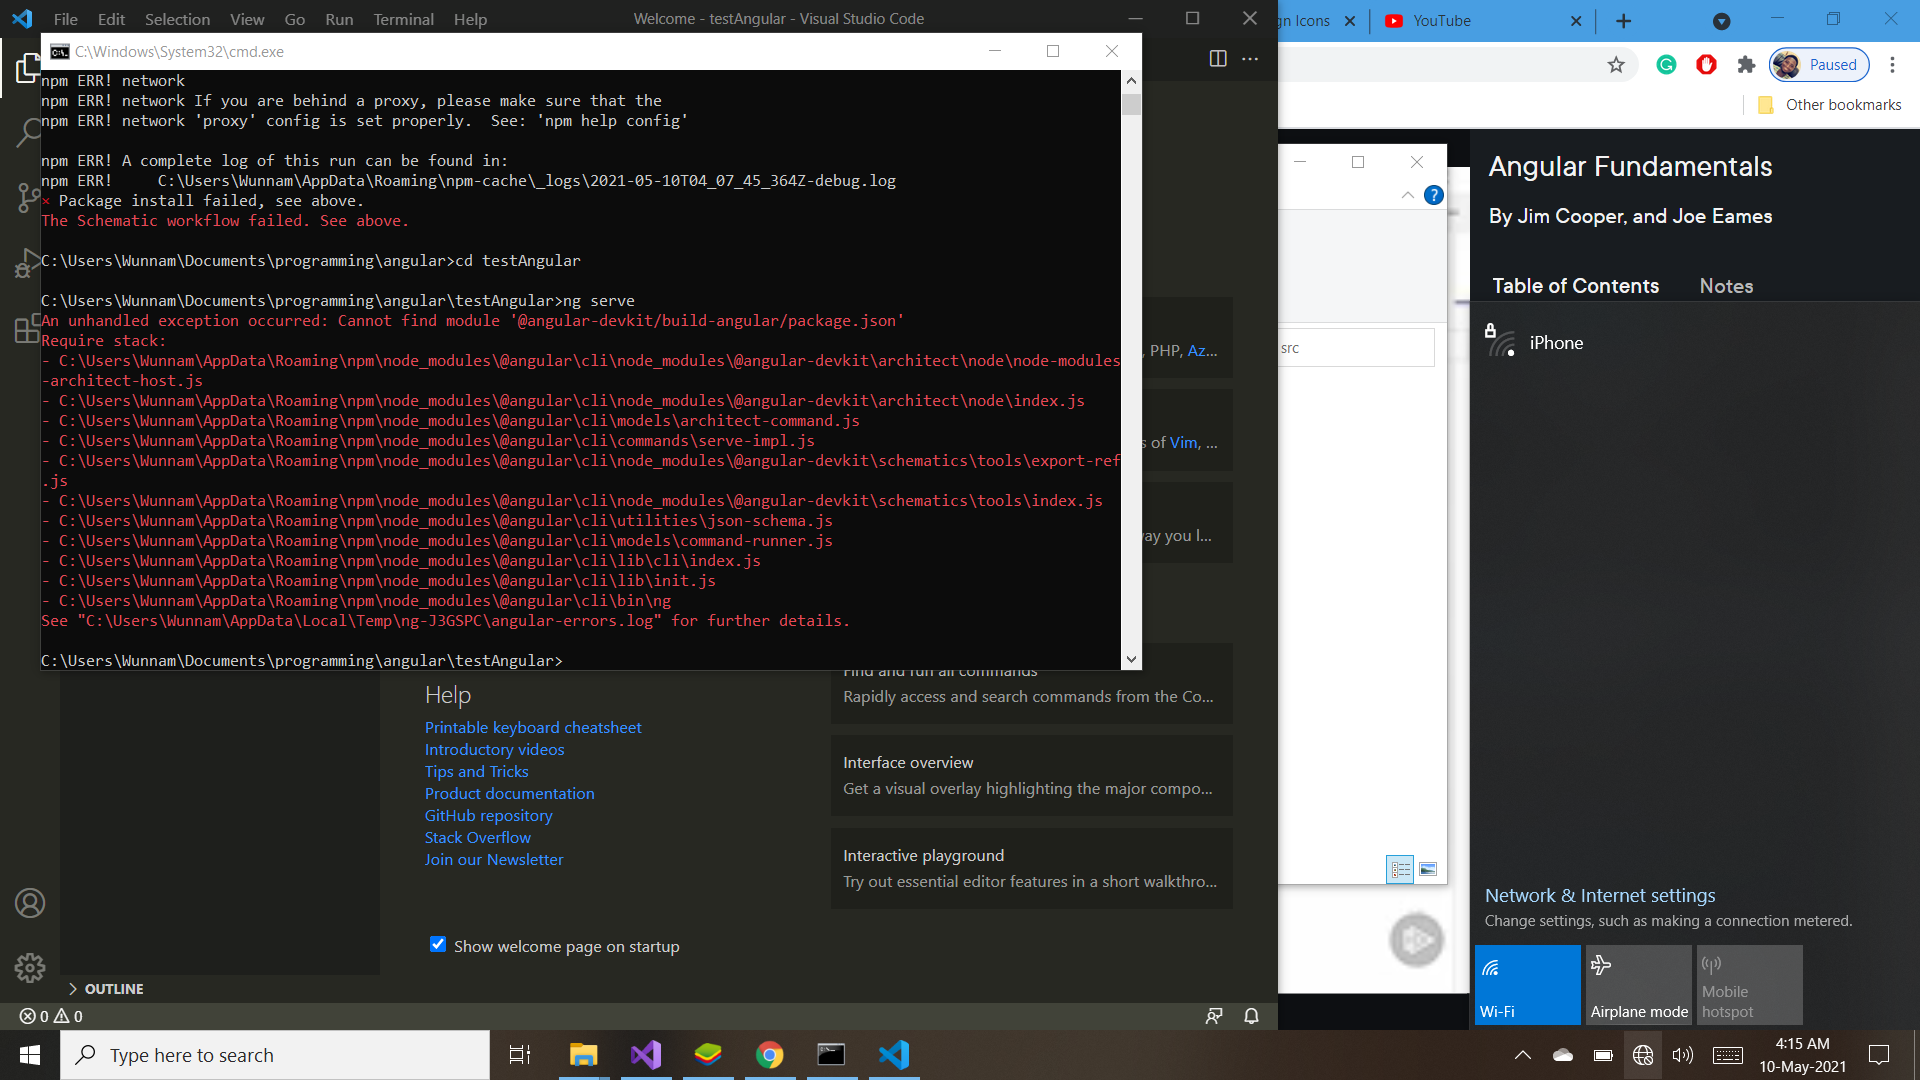 File Edit Selection View Go Run Terminal Help
Welcome - testAngular - Visual Studio Code
gn Icons
YouTube
C:\Windows\System32\cmd.exe
npm ERR! network
npm ERR! network If you are behind a proxy, please make sure that the
npm ERR! network 'proxy' config is set properly.  See: 'npm help config'
npm ERR! A complete log of this run can be found in:
npm ERR!     C:\Users\Wunnam\AppData\Roaming\npm-cache\_logs\2021-05-10T04_07_45_364Z-debug.log
× Package install failed, see above.
The Schematic workflow failed. See above.
C:\Users\Wunnam\Documents\programming\angular>cd testAngular
C:\Users\Wunnam\Documents\programming\angular\testAngular>ng serve
An unhandled exception occurred: Cannot find module '@angular-devkit/build-angular/package.json'
Require stack:
- C:\Users\Wunnam\AppData\Roaming\npm\node_modules\@angular\cli\node_modules\@angular-devkit\architect\node\node-modules
-architect-host.js
- C:\Users\Wunnam\AppData\Roaming\npm\node_modules\@angular\cli\node_modules\@angular-devkit\architect\node\index.js
- C:\Users\Wunnam\AppData\Roaming\npm\node_modules\@angular\cli\models\architect-command.js
- C:\Users\Wunnam\AppData\Roaming\npm\node_modules\@angular\cli\commands\serve-impl.js
- C:\Users\Wunnam\AppData\Roaming\npm\node_modules\@angular\cli\node_modules\@angular-devkit\schematics\tools\export-ref
.js
- C:\Users\Wunnam\AppData\Roaming\npm\node_modules\@angular\cli\node_modules\@angular-devkit\schematics\tools\index.js
- C:\Users\Wunnam\AppData\Roaming\npm\node_modules\@angular\cli\utilities\json-schema.js
- C:\Users\Wunnam\AppData\Roaming\npm\node_modules\@angular\cli\models\command-runner.js
- C:\Users\Wunnam\AppData\Roaming\npm\node_modules\@angular\cli\lib\cli\index.js
- C:\Users\Wunnam\AppData\Roaming\npm\node_modules\@angular\cli\lib\init.js
- C:\Users\Wunnam\AppData\Roaming\npm\node_modules\@angular\cli\bin\ng
See "C:\Users\Wunnam\AppData\Local\Temp\ng-J3GSPC\angular-errors.log" for further details.
C:\Users\Wunnam\Documents\programming\angular\testAngular>
, PHP, Az...
s of Vim, ...
ay you l...
Help
Printable keyboard cheatsheet
Introductory videos
Tips and Tricks
Product documentation
GitHub repository
Stack Overflow
Join our Newsletter
Show welcome page on startup
Find and run all commands
Rapidly access and search commands from the Co...
Interface overview
Get a visual overlay highlighting the major compo...
Interactive playground
Try out essential editor features in a short walkthro...
OUTLINE
0 0
Paused
Other bookmarks
src
Angular Fundamentals
By Jim Cooper, and Joe Eames
Table of Contents
Notes
iPhone
Network & Internet settings
Change settings, such as making a connection metered.
Wi-Fi
Airplane mode
Mobile
hotspot
Type here to search
4:15 AM
10-May-2021